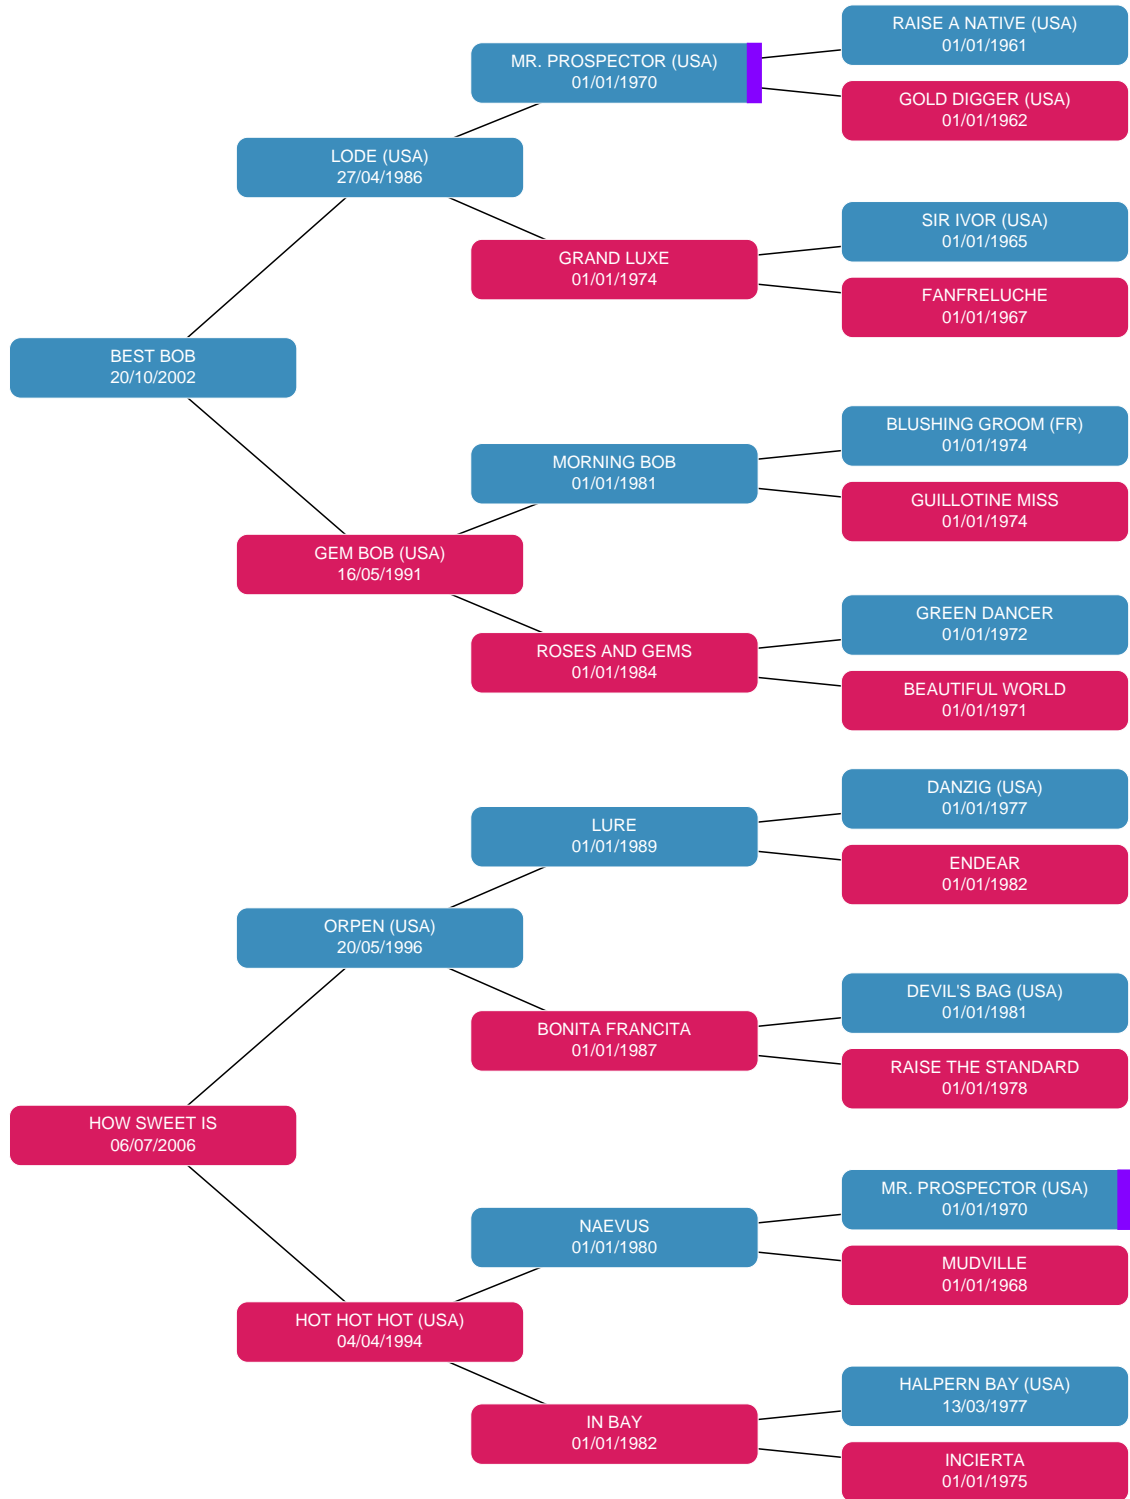 RAISE A NATIVE (USA)
01/01/1961
MR. PROSPECTOR (USA)
01/01/1970
GOLD DIGGER (USA)
01/01/1962
LODE (USA)
27/04/1986
SIR IVOR (USA)
01/01/1965
GRAND LUXE
01/01/1974
FANFRELUCHE
01/01/1967
BEST BOB
20/10/2002
BLUSHING GROOM (FR)
01/01/1974
MORNING BOB
01/01/1981
GUILLOTINE MISS
01/01/1974
GEM BOB (USA)
16/05/1991
GREEN DANCER
01/01/1972
ROSES AND GEMS
01/01/1984
BEAUTIFUL WORLD
01/01/1971
DANZIG (USA)
01/01/1977
LURE
01/01/1989
ENDEAR
01/01/1982
ORPEN (USA)
20/05/1996
DEVIL'S BAG (USA)
01/01/1981
BONITA FRANCITA
01/01/1987
RAISE THE STANDARD
01/01/1978
HOW SWEET IS
06/07/2006
MR. PROSPECTOR (USA)
01/01/1970
NAEVUS
01/01/1980
MUDVILLE
01/01/1968
HOT HOT HOT (USA)
04/04/1994
HALPERN BAY (USA)
13/03/1977
IN BAY
01/01/1982
INCIERTA
01/01/1975